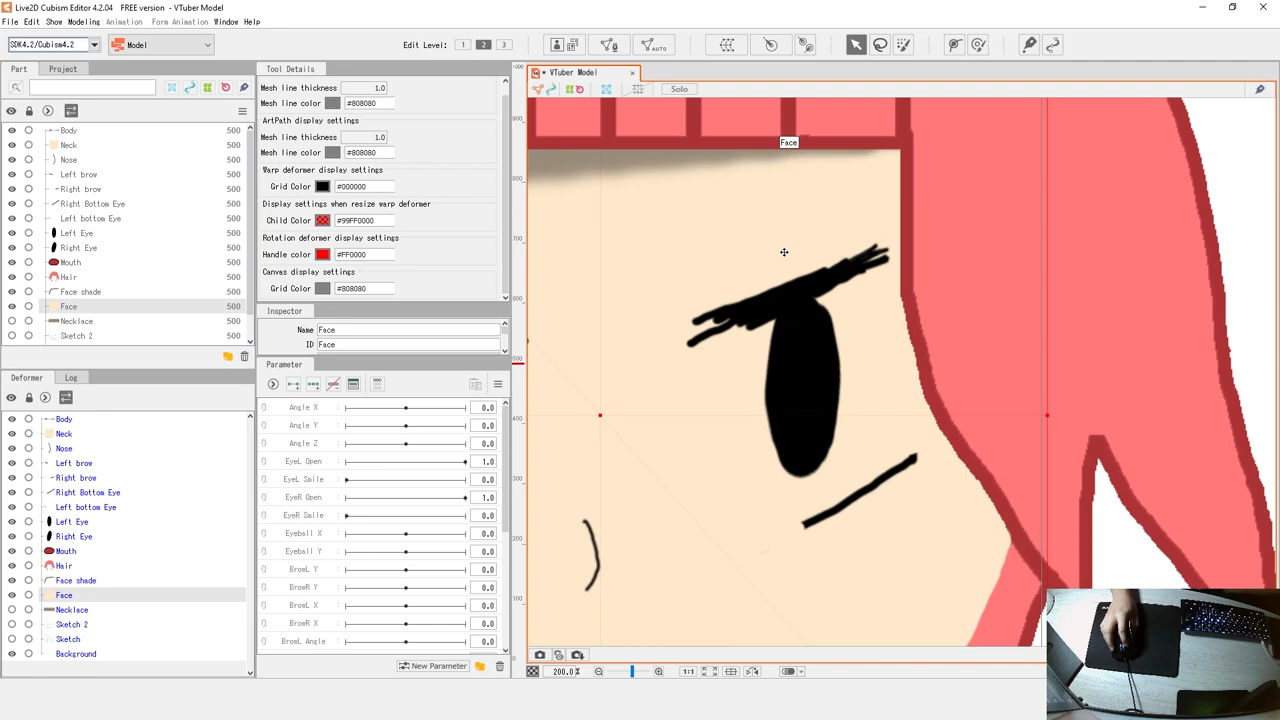 Live2D Cubism Editor 4.2.04 FREE version - VTuber Model
File Edit Show Modeling Animation Form Animation Window Help
SDK4.2/Cubism4.2 Model Edit Level: 1 2 3 AUTO
Part Project
Body 500
Neck 500
Nose 500
Left brow 500
Right brow 500
Right Bottom Eye 500
Left bottom Eye 500
Left Eye 500
Right Eye 500
Mouth 500
Hair 500
Face shade 500
Face 500
Necklace 500
Sketch 2 500
Deformer Log
Body
Neck
Nose
Left brow
Right brow
Right Bottom Eye
Left bottom Eye
Left Eye
Right Eye
Mouth
Hair
Face shade
Face
Necklace
Sketch 2
Sketch
Background
Tool Details
Mesh line thickness 1.0
Mesh line color #808080
ArtPath display settings
Mesh line thickness 1.0
Mesh line color #808080
Warp deformer display settings
Grid Color #000000
Display settings when resize warp deformer
Child Color #99FF0000
Rotation deformer display settings
Handle color #FF0000
Canvas display settings
Grid Color #808080
Inspector
Name Face
ID Face
Parameter
Angle X 0.0
Angle Y 0.0
Angle Z 0.0
EyeL Open 1.0
EyeL Smile 0.0
EyeR Open 1.0
EyeR Smile 0.0
Eyeball X 0.0
Eyeball Y 0.0
BrowL Y 0.0
BrowR Y 0.0
BrowL X 0.0
BrowR X 0.0
BrowL Angle 0.0
New Parameter
* VTuber Model
Solo
Face
900
800
700
600
500
400
300
200
100
0
200.0% 1:1